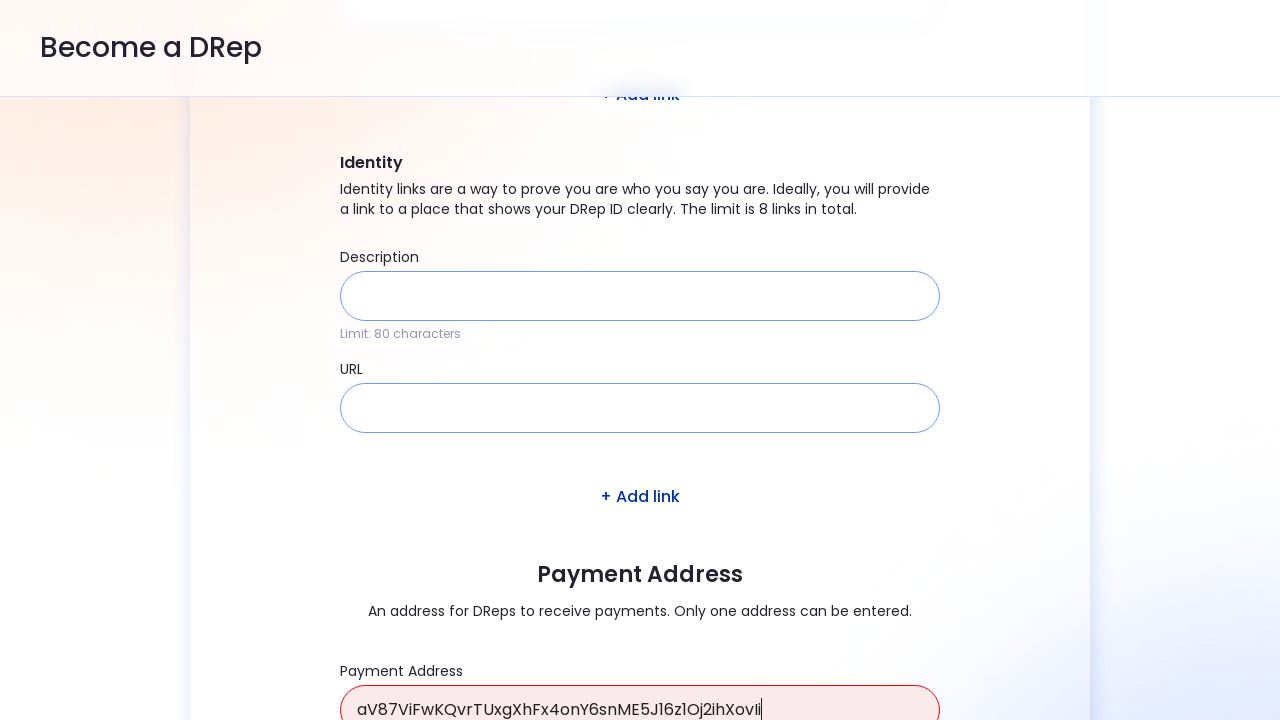 Become a DRep
+ Add link
Identity
Identity links are a way to prove you are who you say you are. Ideally, you will provide
a link to a place that shows your DRep ID clearly. The limit is 8 links in total.
Description
Limit: 80 characters
URL
+ Add link
Payment Address
An address for DReps to receive payments. Only one address can be entered.
Payment Address
aV87ViFwKQvrTUxgXhFx4onY6snME5J16z1Oj2ihXovIi